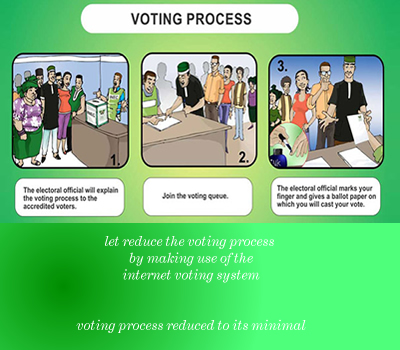 VOTING PROCESS
1.
2.
3.
The electoral official will explain
the voting process to the
accredited voters.
Join the voting queue.
The electoral official marks your
finger and gives a ballot paper on
which you will cast your vote.
let reduce the voting process
by making use of the
internet voting system
voting process reduced to its minimal